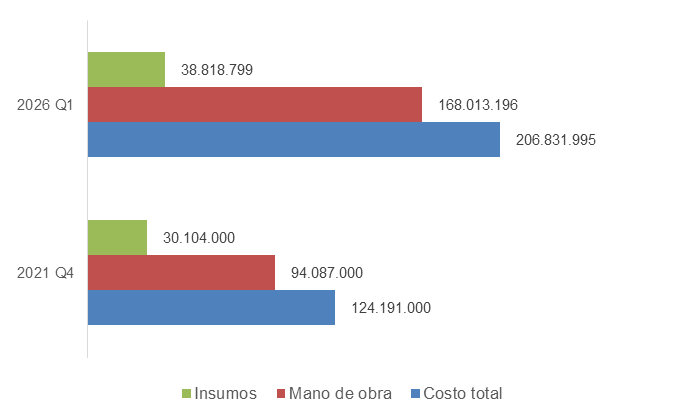 38.818.799
2026 Q1
168.013.196
206.831.995
30.104.000
2021 Q4
94.087.000
124.191.000
Insumos Mano de obra Costo total